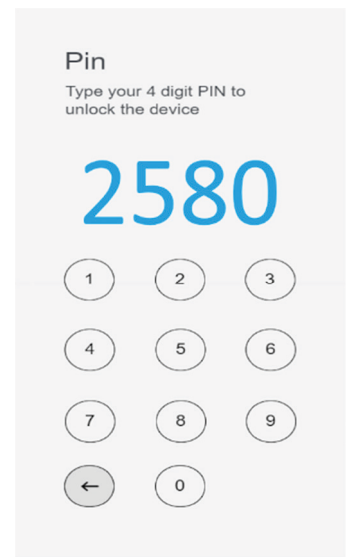 Pin
Type your 4 digit PIN to
unlock the device
2580
1 2 3
4 5 6
7 8 9
← 0